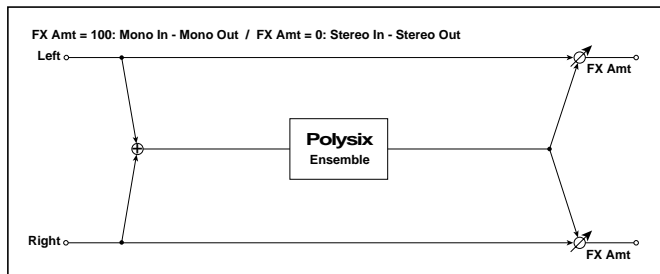 FX Amt = 100: Mono In - Mono Out / FX Amt = 0: Stereo In - Stereo Out
Left
FX Amt
Polysix
Ensemble
Right
FX Amt